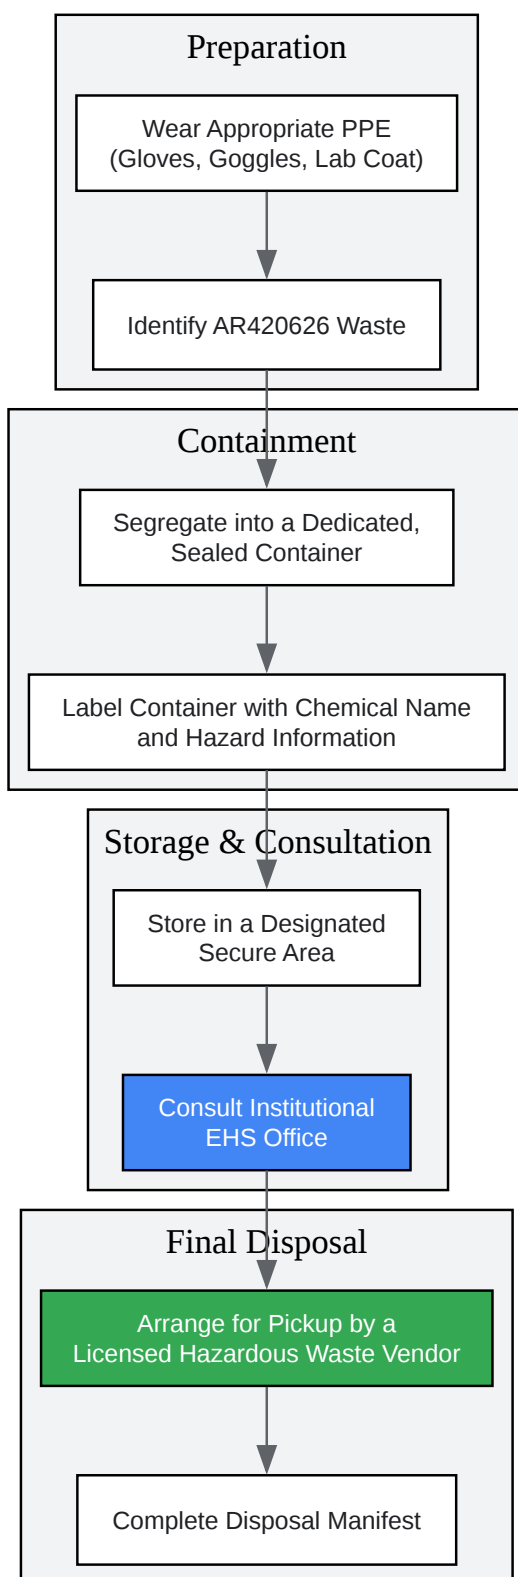 Preparation
Wear Appropriate PPE
(Gloves, Goggles, Lab Coat)
Identify AR420626 Waste
Containment
Segregate into a Dedicated,
Sealed Container
Label Container with Chemical Name
and Hazard Information
Storage & Consultation
Store in a Designated
Secure Area
Consult Institutional
EHS Office
Final Disposal
Arrange for Pickup by a
Licensed Hazardous Waste Vendor
Complete Disposal Manifest